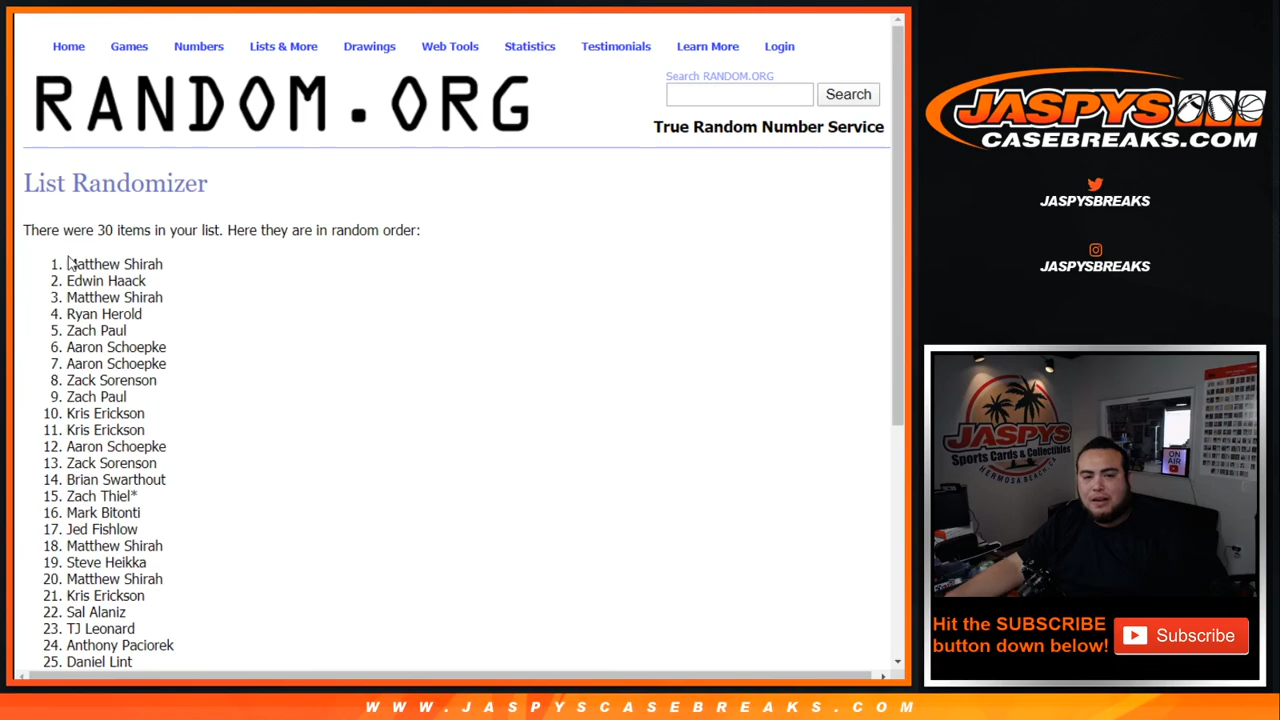 Home Games Numbers Lists & More Drawings Web Tools Statistics Testimonials Learn More Login
RANDOM.ORG
Search RANDOM.ORG
Search
True Random Number Service
List Randomizer
There were 30 items in your list. Here they are in random order:
1. Matthew Shirah
2. Edwin Haack
3. Matthew Shirah
4. Ryan Herold
5. Zach Paul
6. Aaron Schoepke
7. Aaron Schoepke
8. Zack Sorenson
9. Zach Paul
10. Kris Erickson
11. Kris Erickson
12. Aaron Schoepke
13. Zack Sorenson
14. Brian Swarthout
15. Zach Thiel*
16. Mark Bitonti
17. Jed Fishlow
18. Matthew Shirah
19. Steve Heikka
20. Matthew Shirah
21. Kris Erickson
22. Sal Alaniz
23. TJ Leonard
24. Anthony Paciorek
25. Daniel Lint
JASPYS
CASEBREAKS.COM
JASPYSBREAKS
JASPYSBREAKS
JASPYS
Sports Cards & Collectibles
HERMOSA BEACH, CA
ON
AIR
Hit the SUBSCRIBE
button down below!
Subscribe
WWW.JASPYSCASEBREAKS.COM